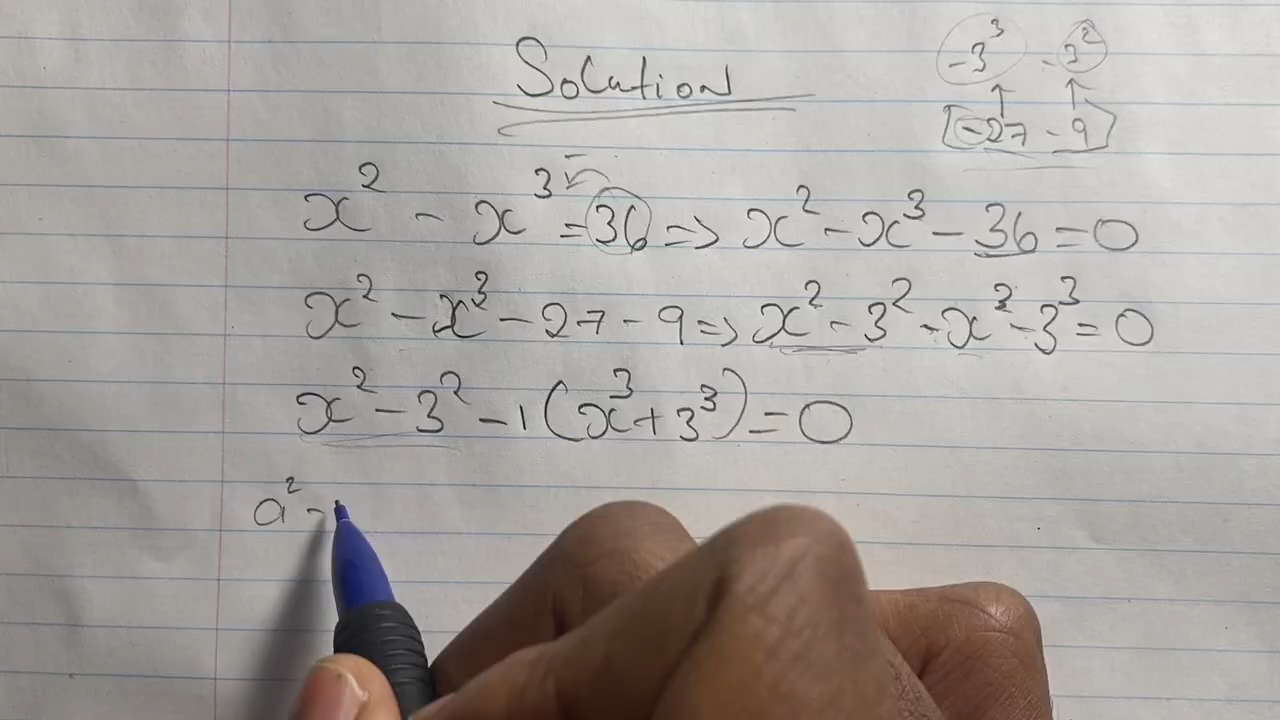 Solution
-3³ - 3²
-27 - 9
x² - x³ = 36 => x² - x³ - 36 = 0
x² - x³ - 27 - 9 => x² - 3² - x³ - 3³ = 0
x² - 3² - 1(x³ + 3³) = 0
a² -